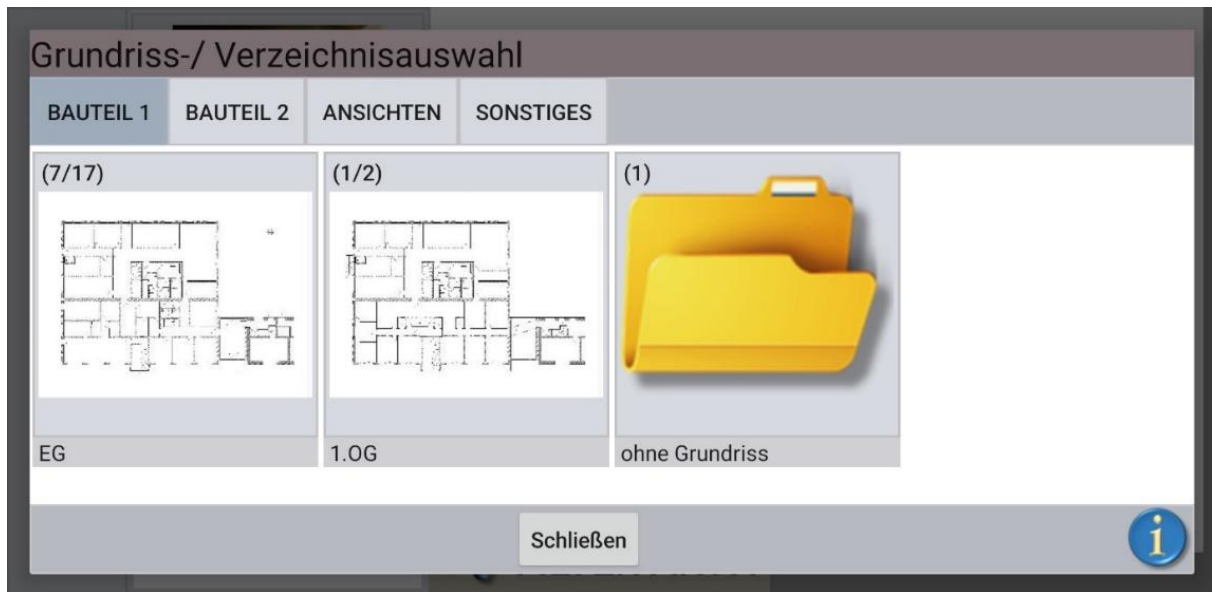 Grundriss-/ Verzeichnisauswahl
BAUTEIL 1 BAUTEIL 2 ANSICHTEN SONSTIGES
(7/17) (1/2) (1)
EG 1.OG ohne Grundriss
Schließen
i